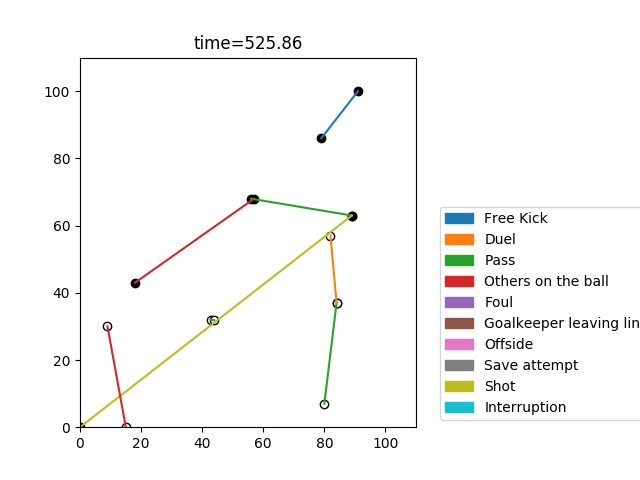 time=525.86
100
80
60
40
20
0
0 20 40 60 80 100
Free Kick
Duel
Pass
Others on the ball
Foul
Goalkeeper leaving lin
Offside
Save attempt
Shot
Interruption